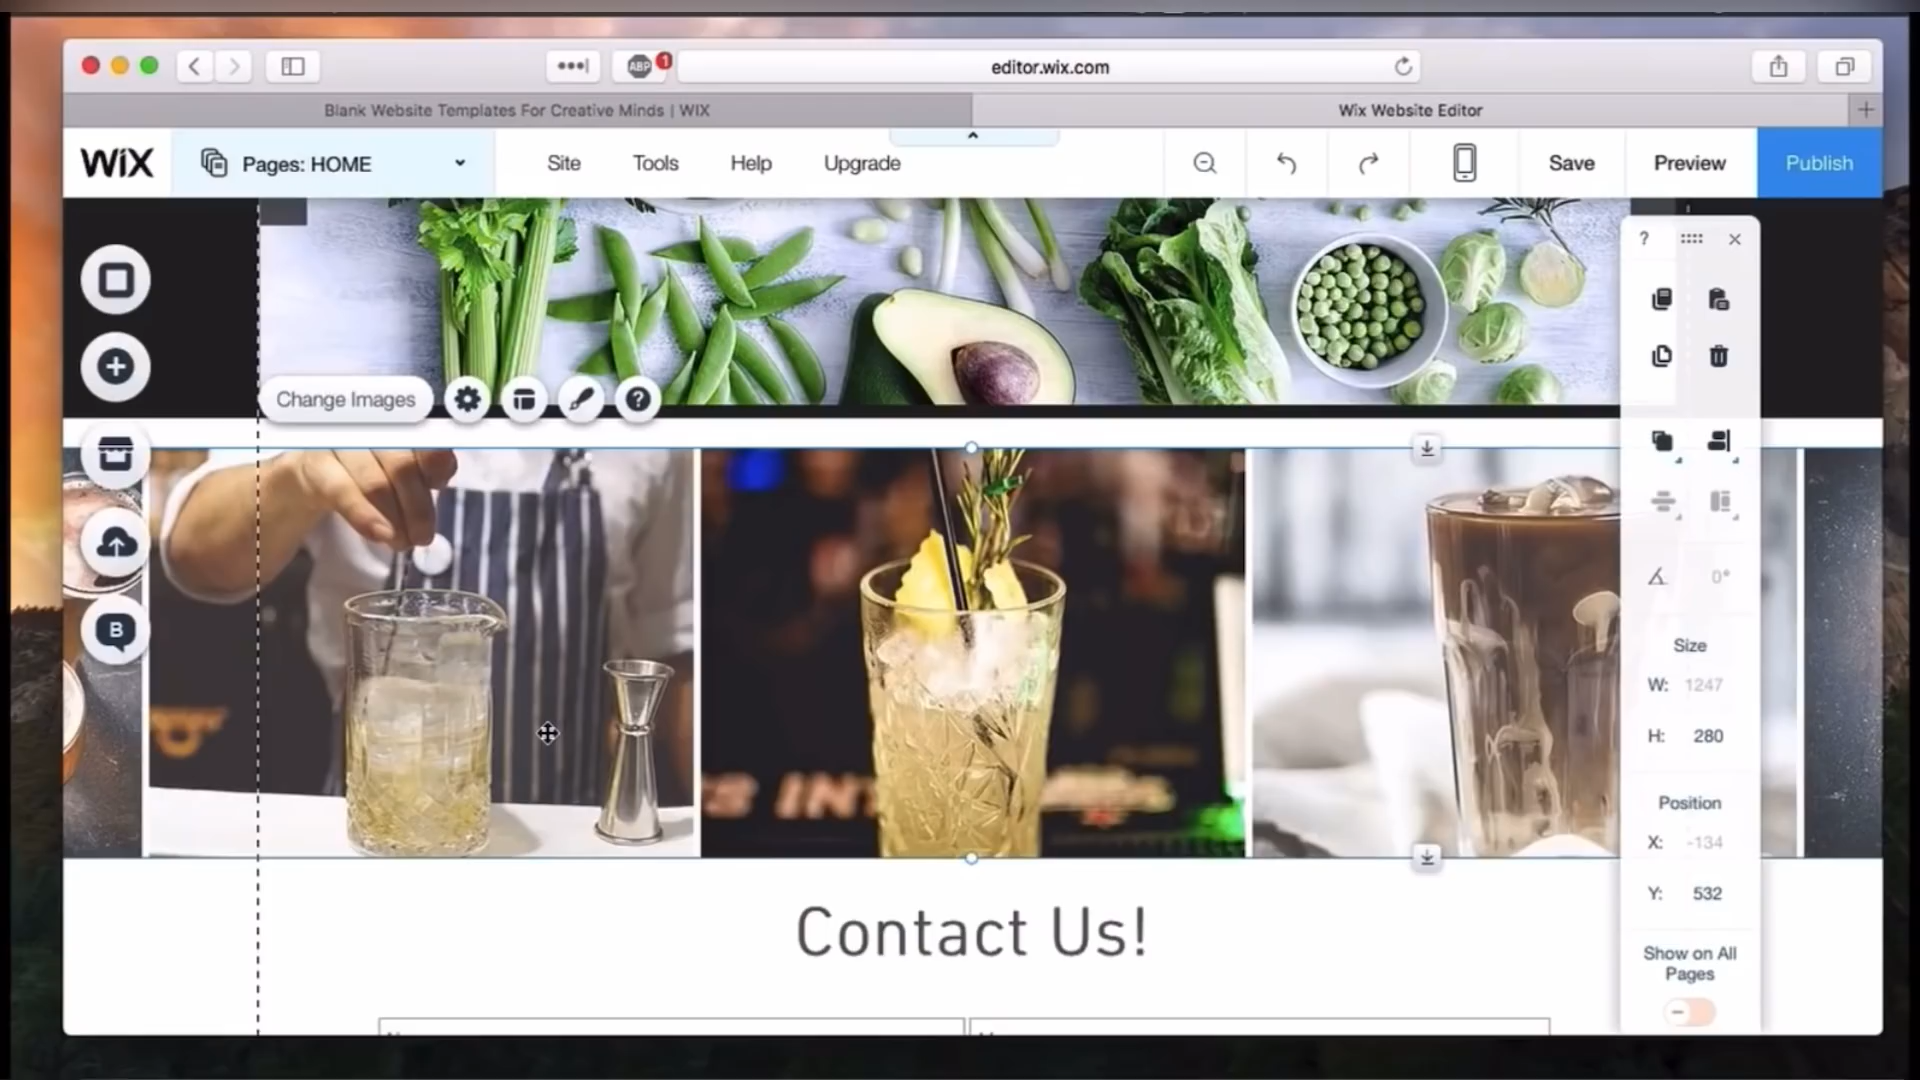 ABP 1
editor.wix.com
Blank Website Templates For Creative Minds | WIX
Wix Website Editor
WiX
Pages: HOME
Site
Tools
Help
Upgrade
Save
Preview
Publish
?
Change Images
?
B
0°
Size
W: 1247
H: 280
Position
X: -134
Y: 532
Show on All
Pages
Contact Us!